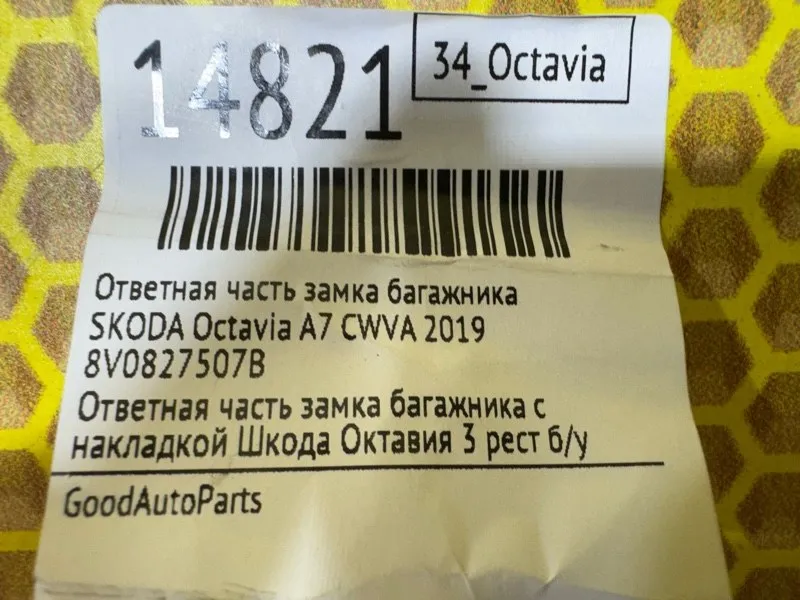 14821
34_Octavia
Ответная часть замка багажника
SKODA Octavia A7 CWVA 2019
8V0827507B
Ответная часть замка багажника с
накладкой Шкода Октавия 3 рест б/у
GoodAutoParts